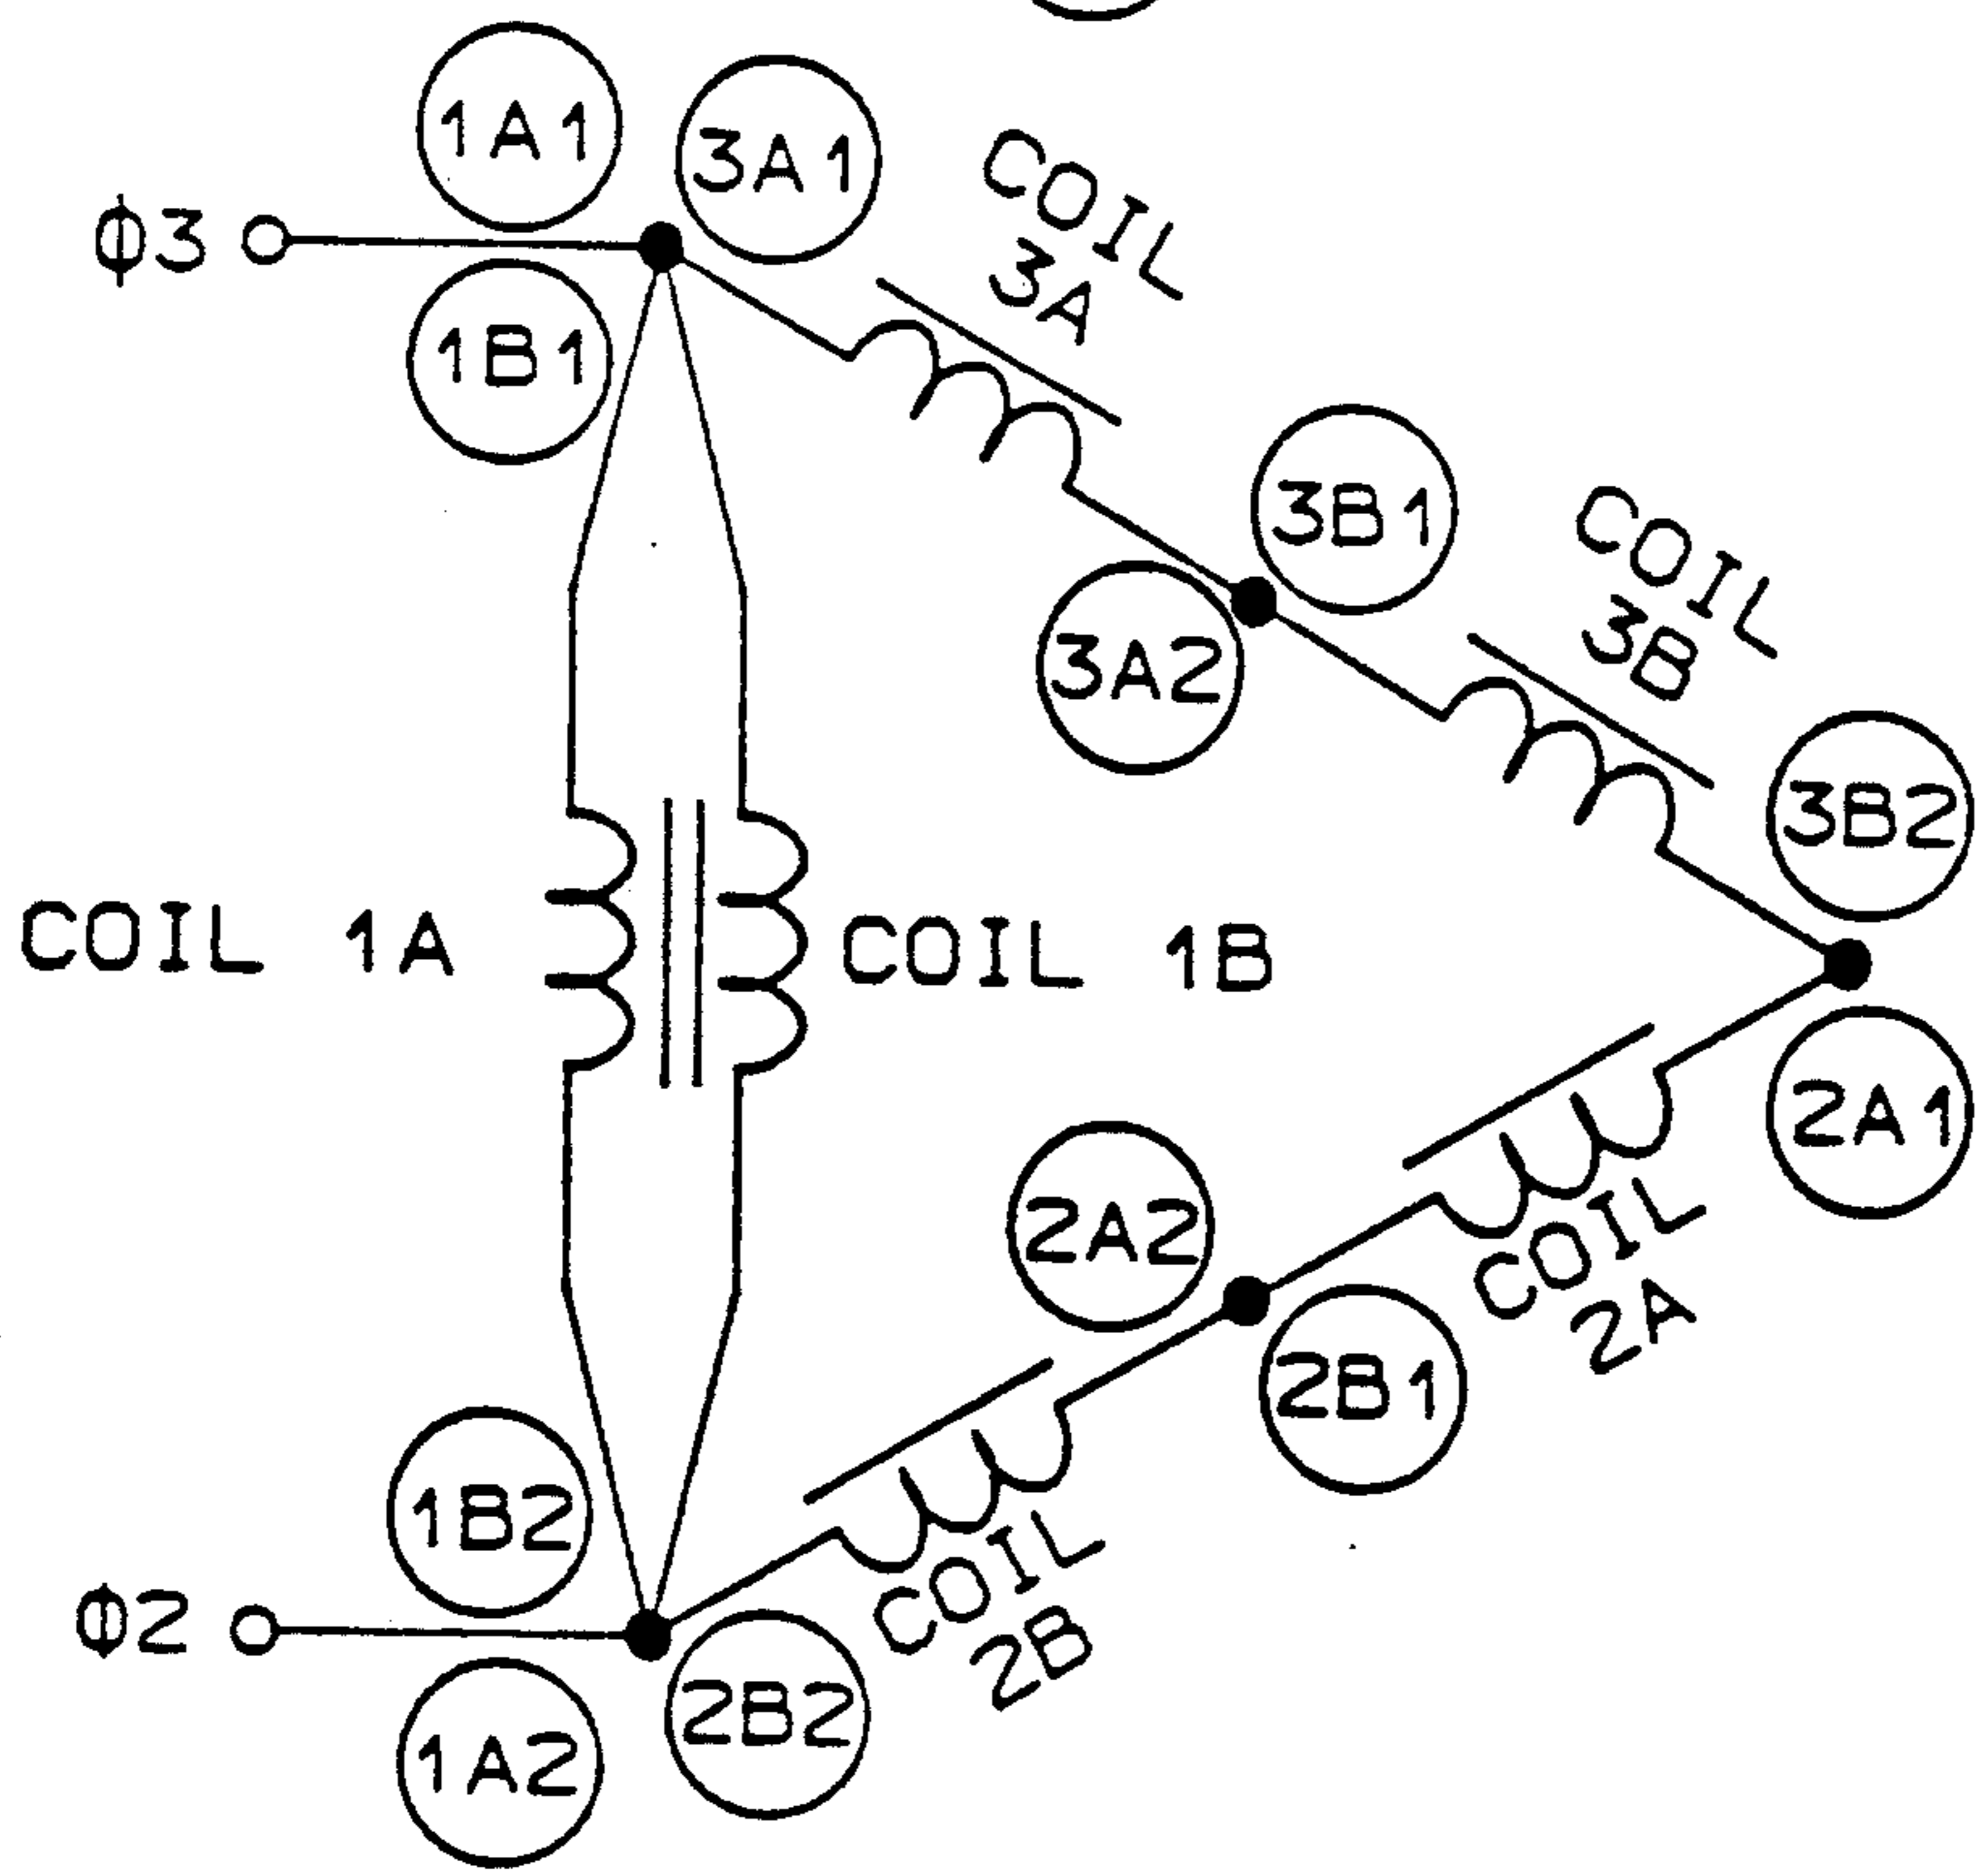 1A1
3A1
COIL
3A
ϕ3
1B1
3B1
COIL
3B
3A2
3B2
COIL 1A
COIL 1B
2A1
2A2
COIL
2A
2B1
1B2
COIL
2B
ϕ2
2B2
1A2